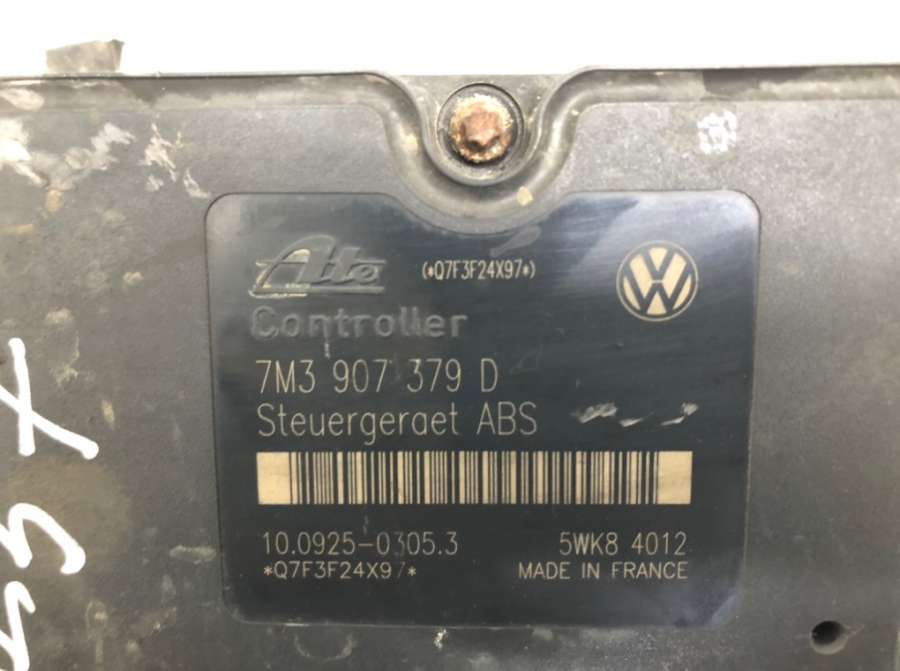 Ate (*Q7F3F24X97*)
Controller
7M3 907 379 D
Steuergeraet ABS
10.0925-0305.3 5WK8 4012
*Q7F3F24X97* MADE IN FRANCE